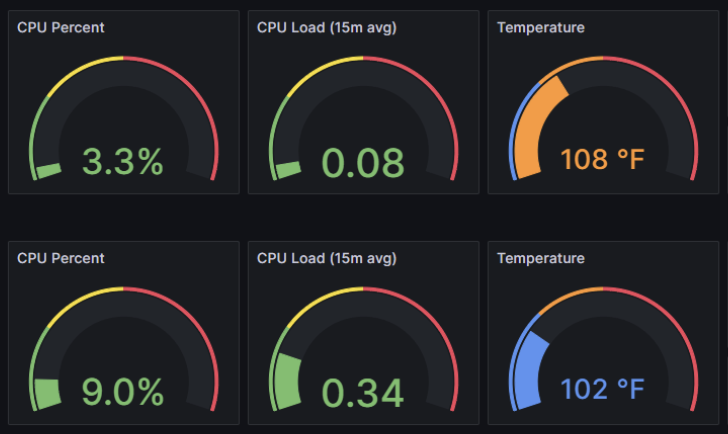 CPU Percent
CPU Load (15m avg)
Temperature
3.3%
0.08
108 °F
CPU Percent
CPU Load (15m avg)
Temperature
9.0%
0.34
102 °F